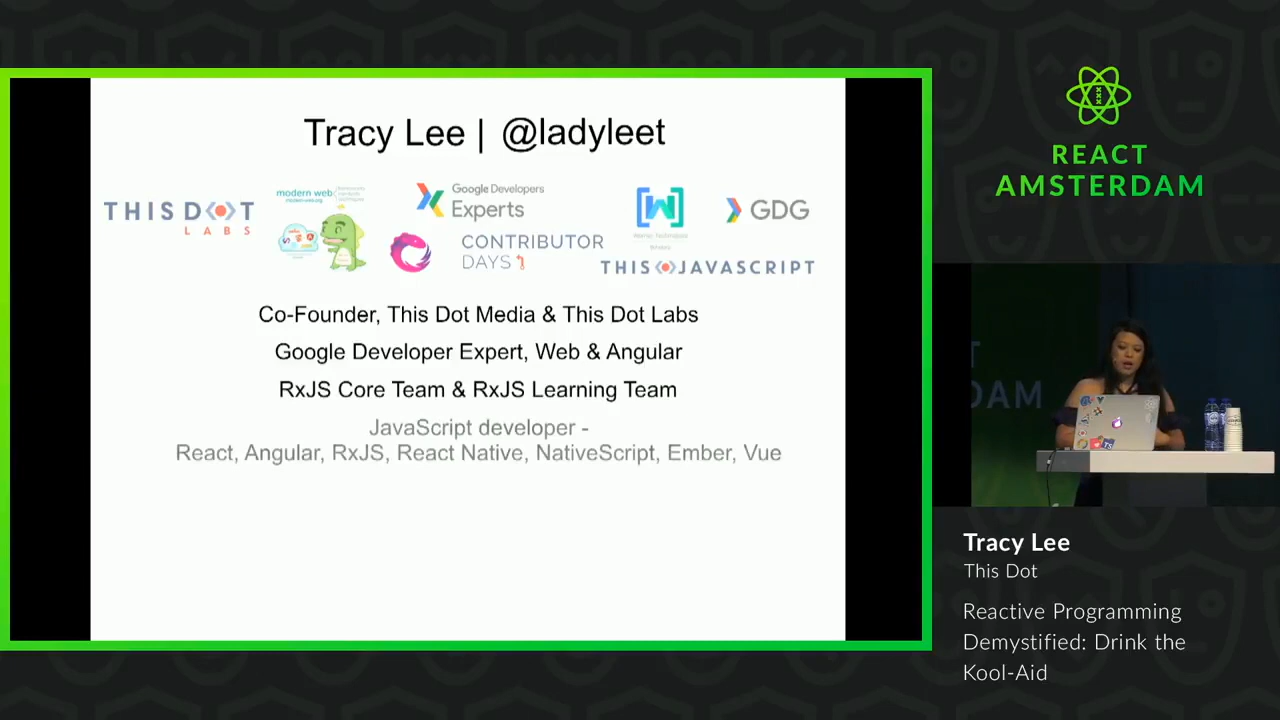 Tracy Lee | @ladyleet
THIS DOT
LABS
modern web
Google Developers
Experts
GDG
CONTRIBUTOR
DAYS
THIS JAVASCRIPT
Co-Founder, This Dot Media & This Dot Labs
Google Developer Expert, Web & Angular
RxJS Core Team & RxJS Learning Team
JavaScript developer -
React, Angular, RxJS, React Native, NativeScript, Ember, Vue
REACT
AMSTERDAM
DAM
TS
Tracy Lee
This Dot
Reactive Programming
Demystified: Drink the
Kool-Aid